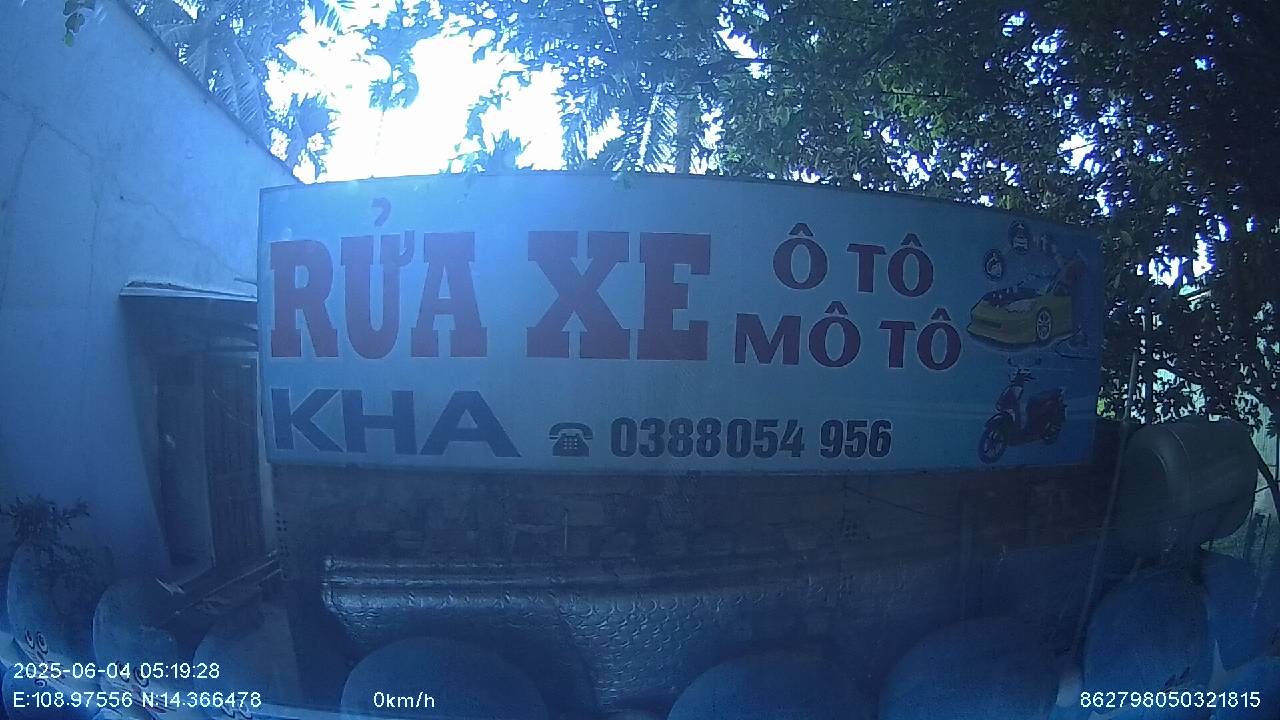 RỬA XE Ô TÔ
MÔ TÔ
KHA ☎ 0388054 956
2025-06-04 05:19:28
E:108.97556 N:14.366478 0km/h 862798050321815